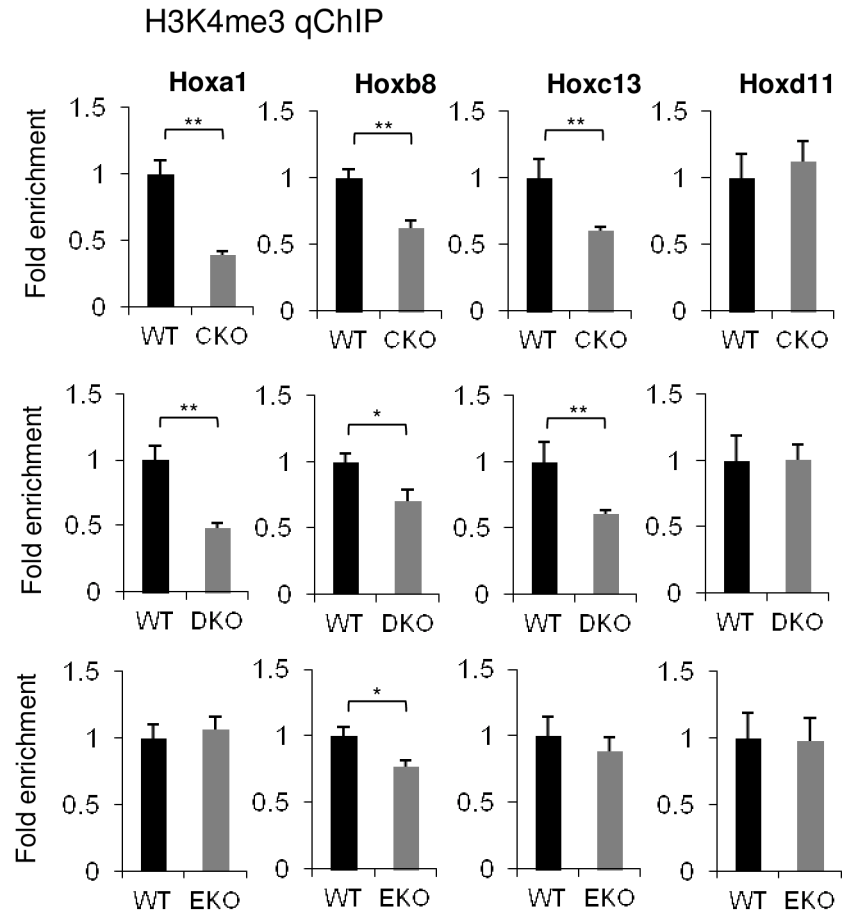 H3K4me3 qChIP
Hoxa1 Hoxb8 Hoxc13 Hoxd11
Fold enrichment
1.5 1 0.5 0 ** WT CKO
1.5 1 0.5 0 ** WT CKO
1.5 1 0.5 0 ** WT CKO
1.5 1 0.5 0 WT CKO
Fold enrichment
1.5 1 0.5 0 ** WT DKO
1.5 1 0.5 0 * WT DKO
1.5 1 0.5 0 ** WT DKO
1.5 1 0.5 0 WT DKO
Fold enrichment
1.5 1 0.5 0 WT EKO
1.5 1 0.5 0 * WT EKO
1.5 1 0.5 0 WT EKO
1.5 1 0.5 0 WT EKO